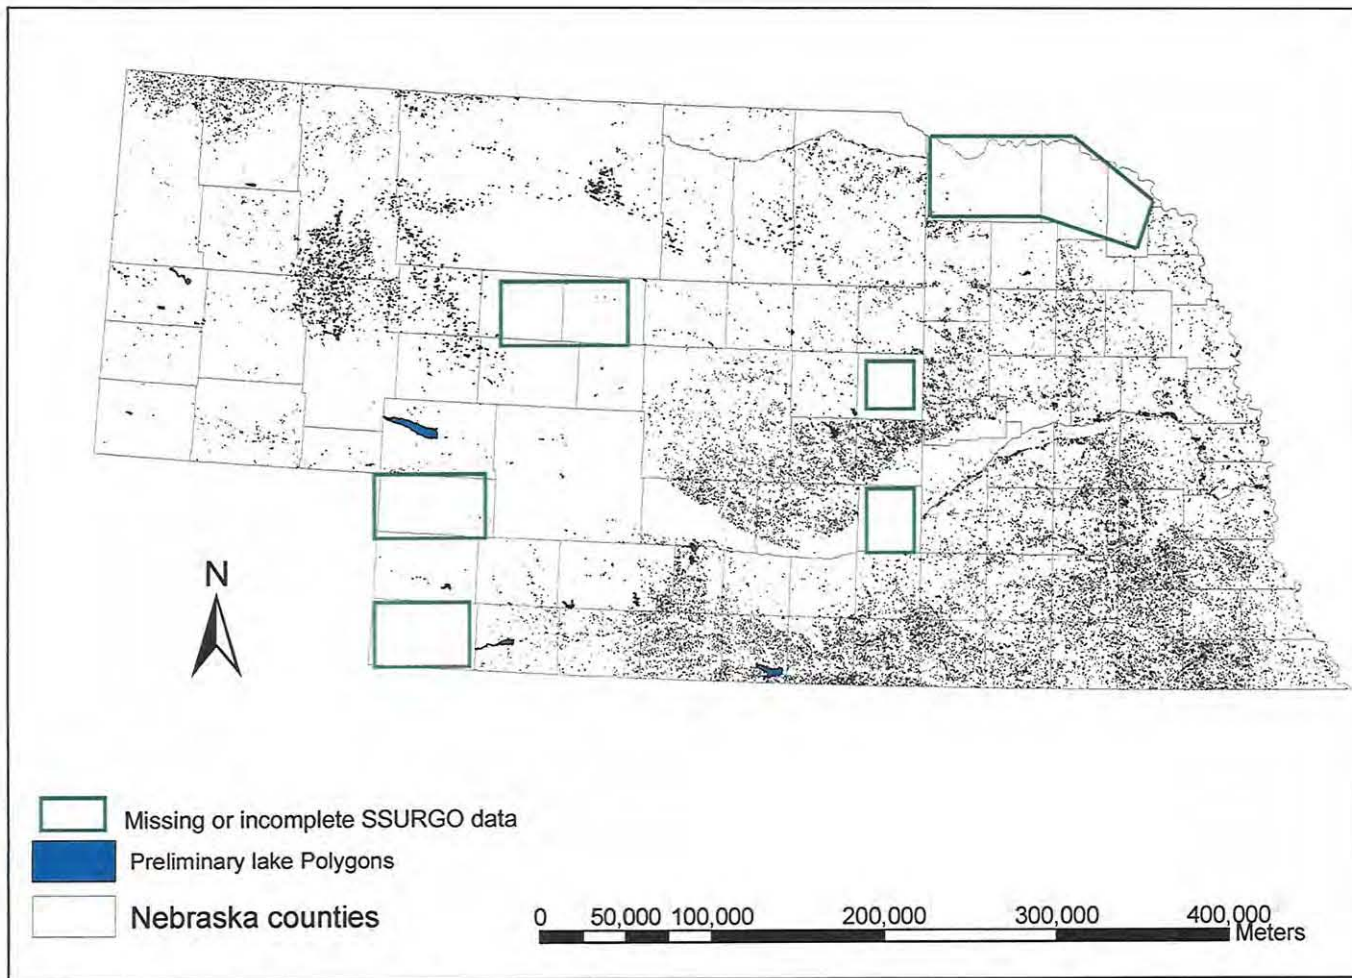 N
Missing or incomplete SSURGO data
Preliminary lake Polygons
Nebraska counties
0 50,000 100,000 200,000 300,000 400,000
Meters